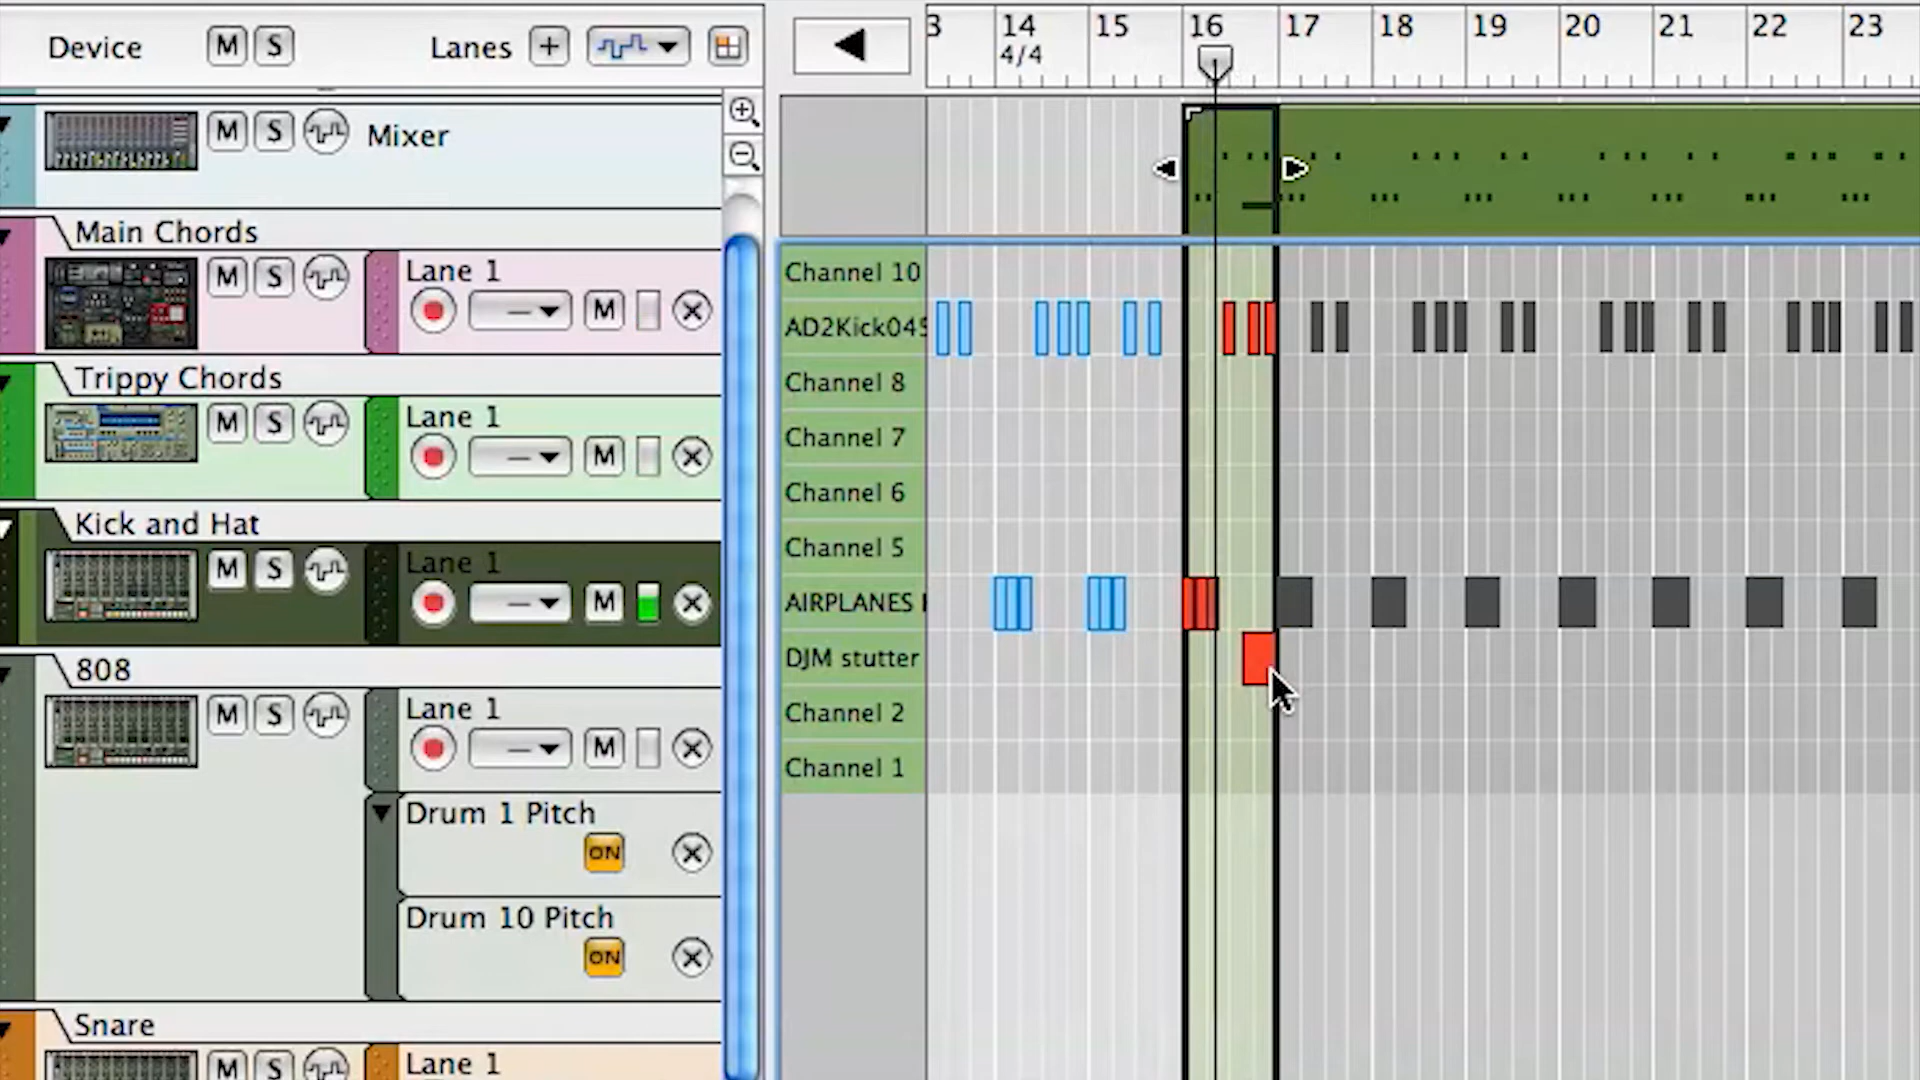 Device M S Lanes +
3 14 15 16 17 18 19 20 21 22 23
4/4
M S Mixer
Main Chords
M S Lane 1
— M
Trippy Chords
M S Lane 1
— M
Kick and Hat
M S Lane 1
— M
808
M S Lane 1
— M
Drum 1 Pitch
ON
Drum 10 Pitch
ON
Snare
M S Lane 1
Channel 10
AD2Kick04
Channel 8
Channel 7
Channel 6
Channel 5
AIRPLANES
DJM stutter
Channel 2
Channel 1